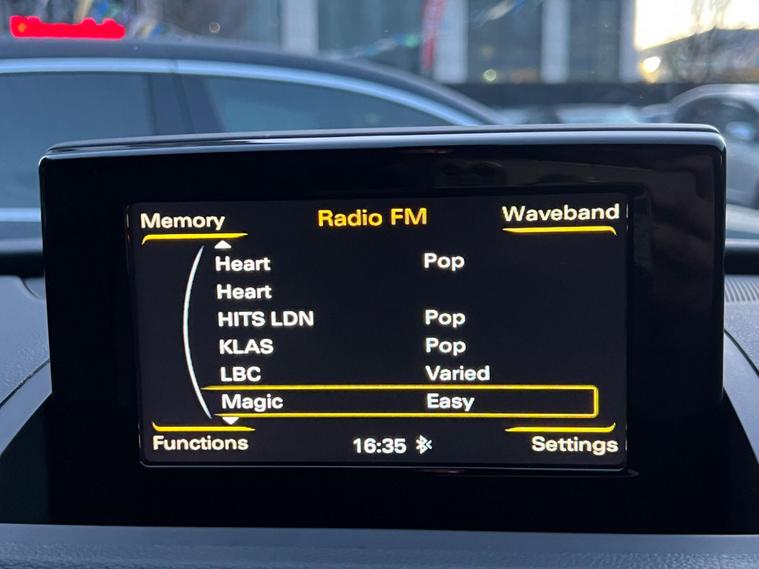 Memory Radio FM Waveband
Heart Pop
Heart
HITS LDN Pop
KLAS Pop
LBC Varied
Magic Easy
Functions 16:35 Settings